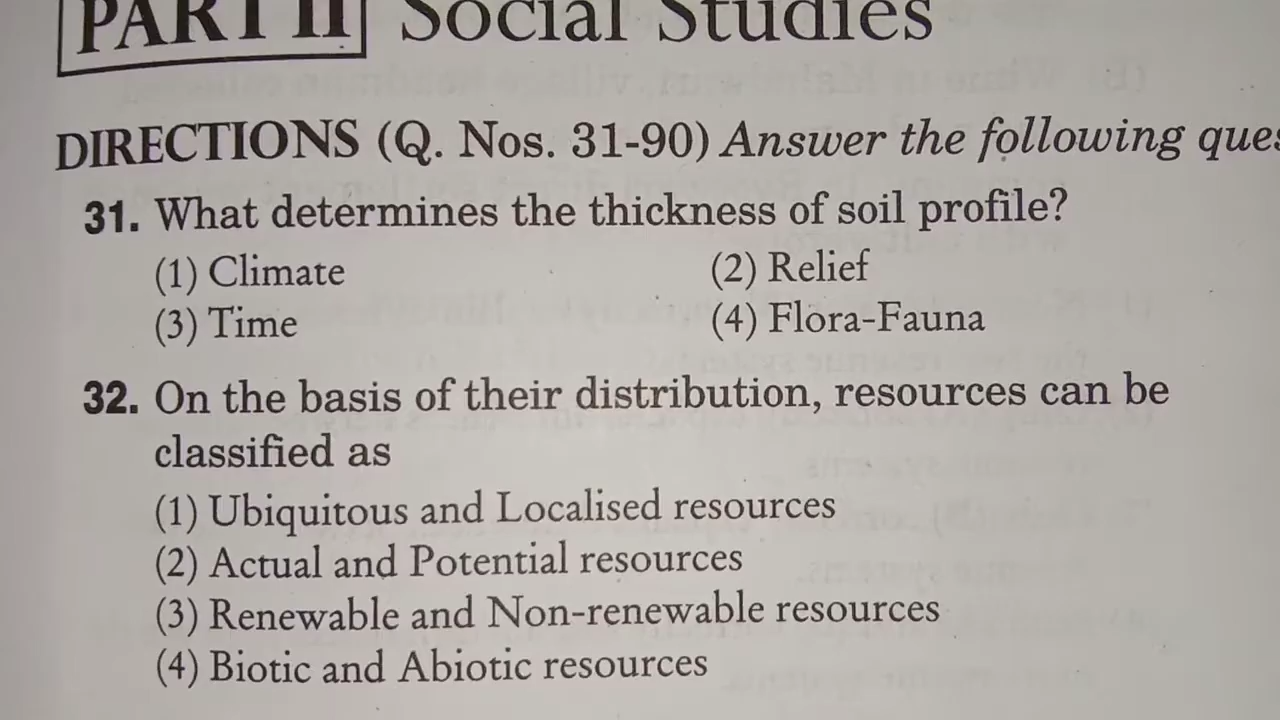 PART II Social Studies
DIRECTIONS (Q. Nos. 31-90) Answer the following
31. What determines the thickness of soil profile?
(1) Climate (2) Relief
(3) Time (4) Flora-Fauna
32. On the basis of their distribution, resources can be
classified as
(1) Ubiquitous and Localised resources
(2) Actual and Potential resources
(3) Renewable and Non-renewable resources
(4) Biotic and Abiotic resources